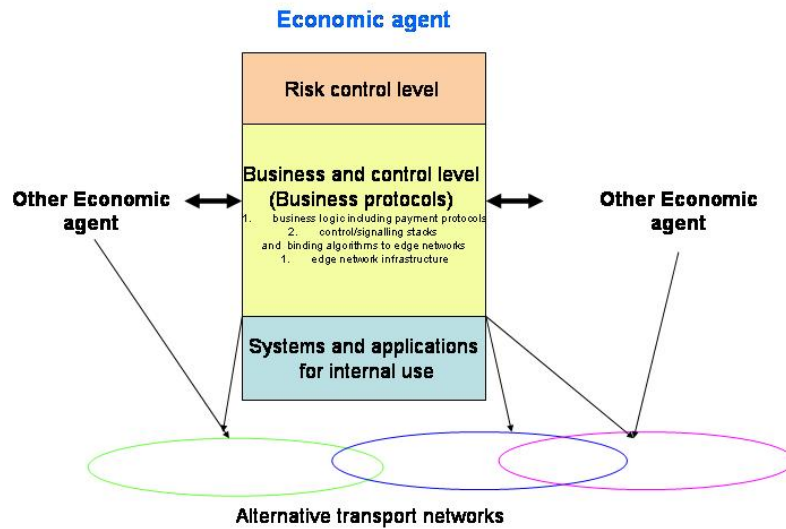 Economic agent
Risk control level
Business and control level
(Business protocols)
1. business logic including payment protocols
2. control/signalling stacks
and binding algorithms to edge networks
1. edge network infrastructure
Other Economic
agent
Other Economic
agent
Systems and applications
for internal use
Alternative transport networks